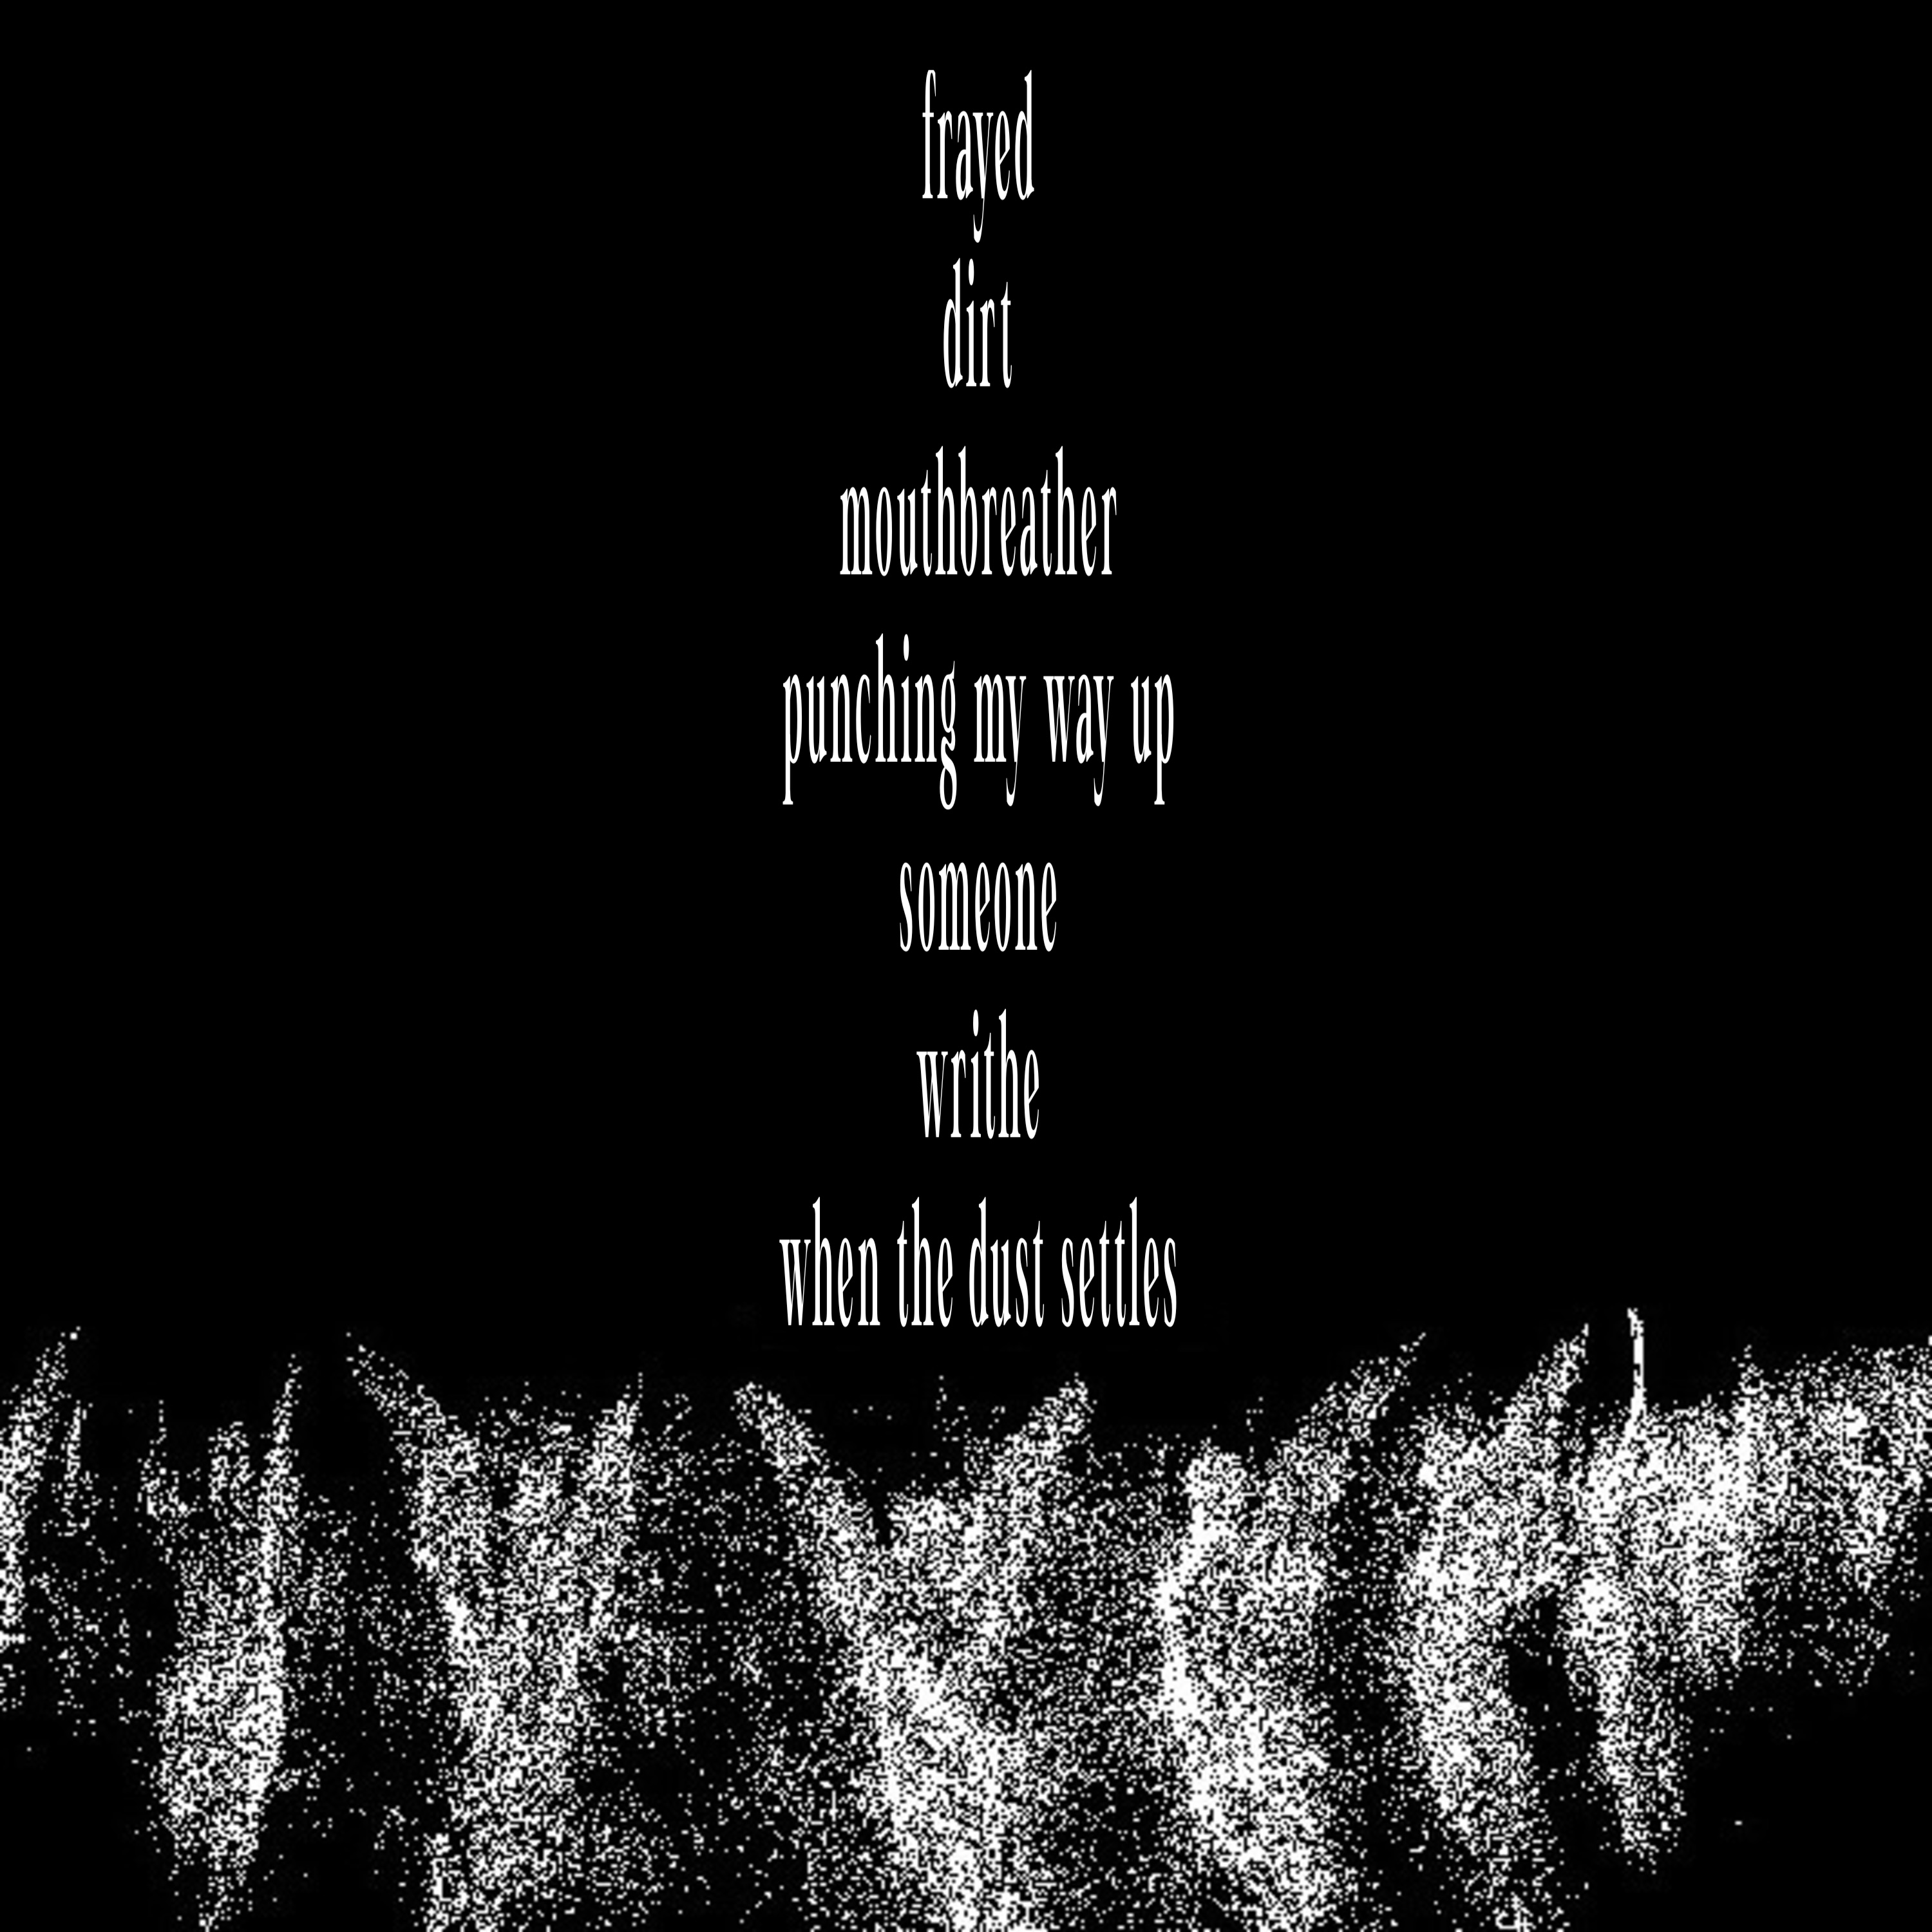 frayed
dirt
mouthbreather
punching my way up
someone
writhe
when the dust settles